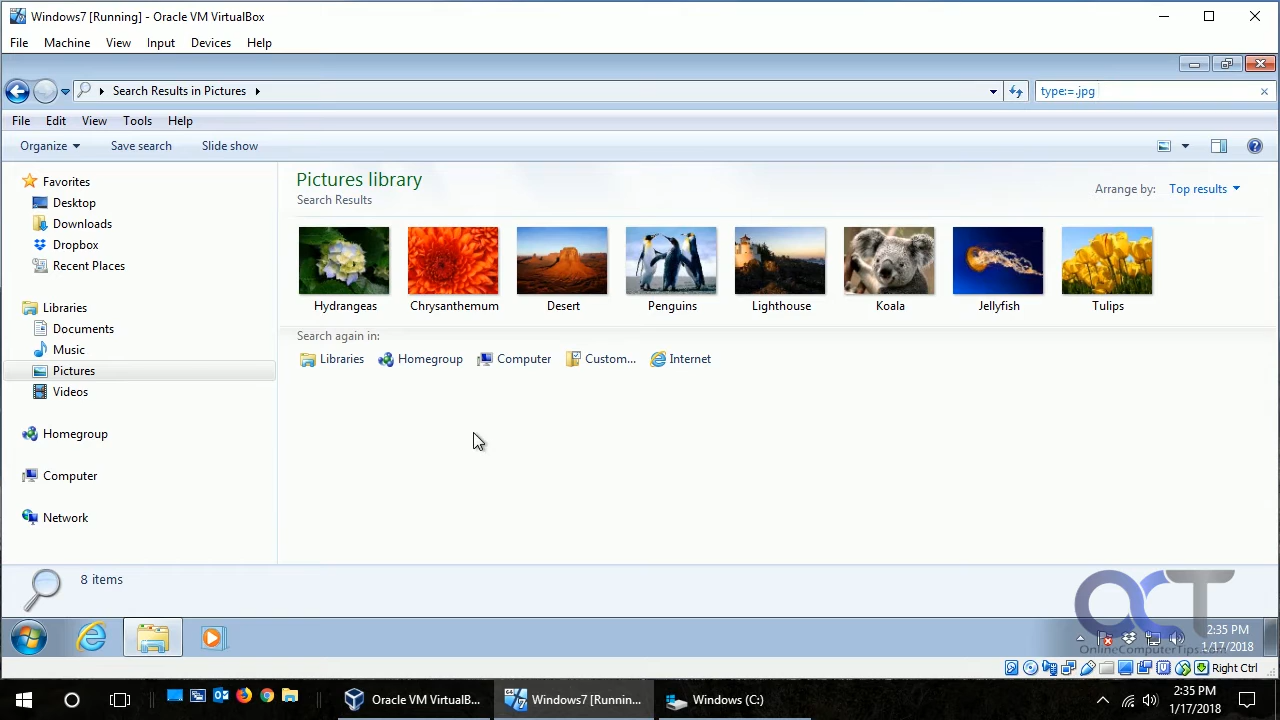 Windows7 [Running] - Oracle VM VirtualBox
File Machine View Input Devices Help
Search Results in Pictures
type:=.jpg
File Edit View Tools Help
Organize Save search Slide show
Favorites
Desktop
Downloads
Dropbox
Recent Places
Libraries
Documents
Music
Pictures
Videos
Homegroup
Computer
Network
Pictures library
Search Results
Arrange by: Top results
Hydrangeas Chrysanthemum Desert Penguins Lighthouse Koala Jellyfish Tulips
Search again in:
Libraries Homegroup Computer Custom... Internet
8 items
OCT
OnlineComputerTips.com
2:35 PM
1/17/2018
Right Ctrl
Oracle VM VirtualB... Windows7 [Runnin... Windows (C:)
2:35 PM
1/17/2018